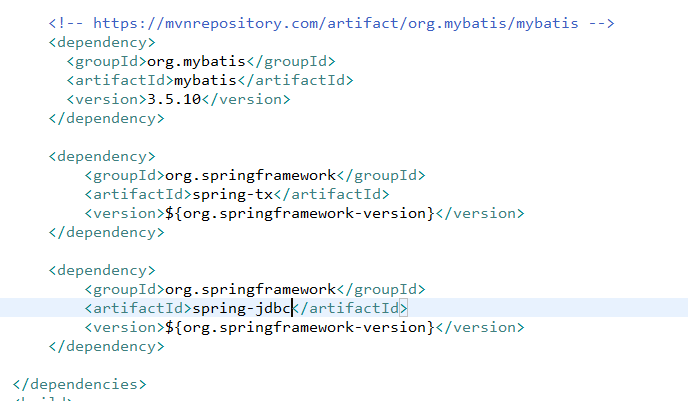 <!-- https://mvnrepository.com/artifact/org.mybatis/mybatis -->
<dependency>
<groupId>org.mybatis</groupId>
<artifactId>mybatis</artifactId>
<version>3.5.10</version>
</dependency>
<dependency>
<groupId>org.springframework</groupId>
<artifactId>spring-tx</artifactId>
<version>${org.springframework-version}</version>
</dependency>
<dependency>
<groupId>org.springframework</groupId>
<artifactId>spring-jdbc</artifactId>
<version>${org.springframework-version}</version>
</dependency>
</dependencies>